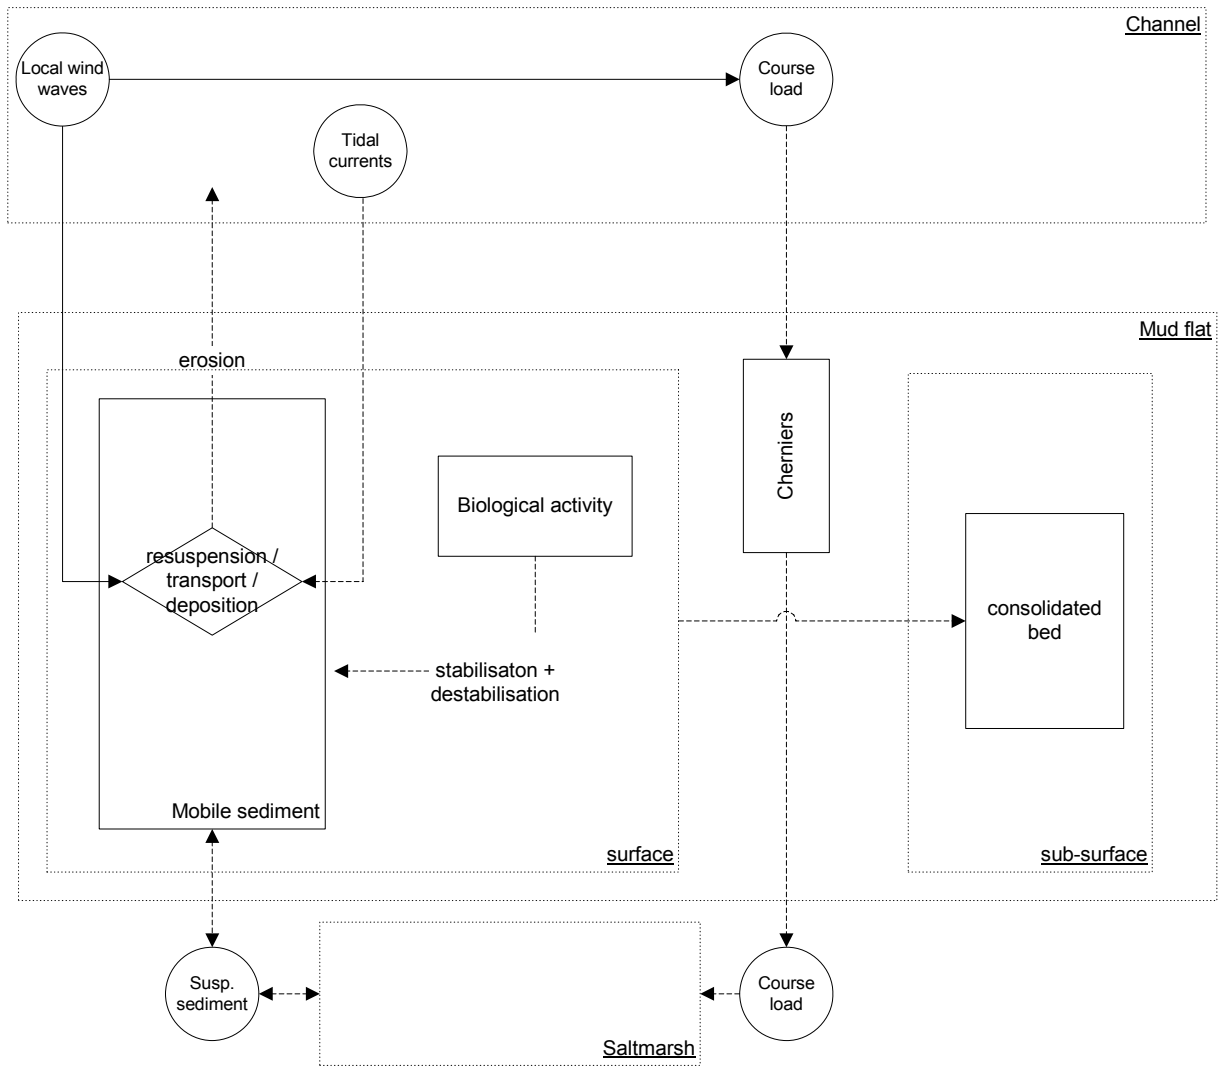 Channel
Local wind
waves
Course
load
Tidal
currents
Mud flat
erosion
Cherniers
Biological activity
resuspension /
transport /
deposition
consolidated
bed
stabilisaton +
destabilisation
Mobile sediment
surface
sub-surface
Susp.
sediment
Course
load
Saltmarsh